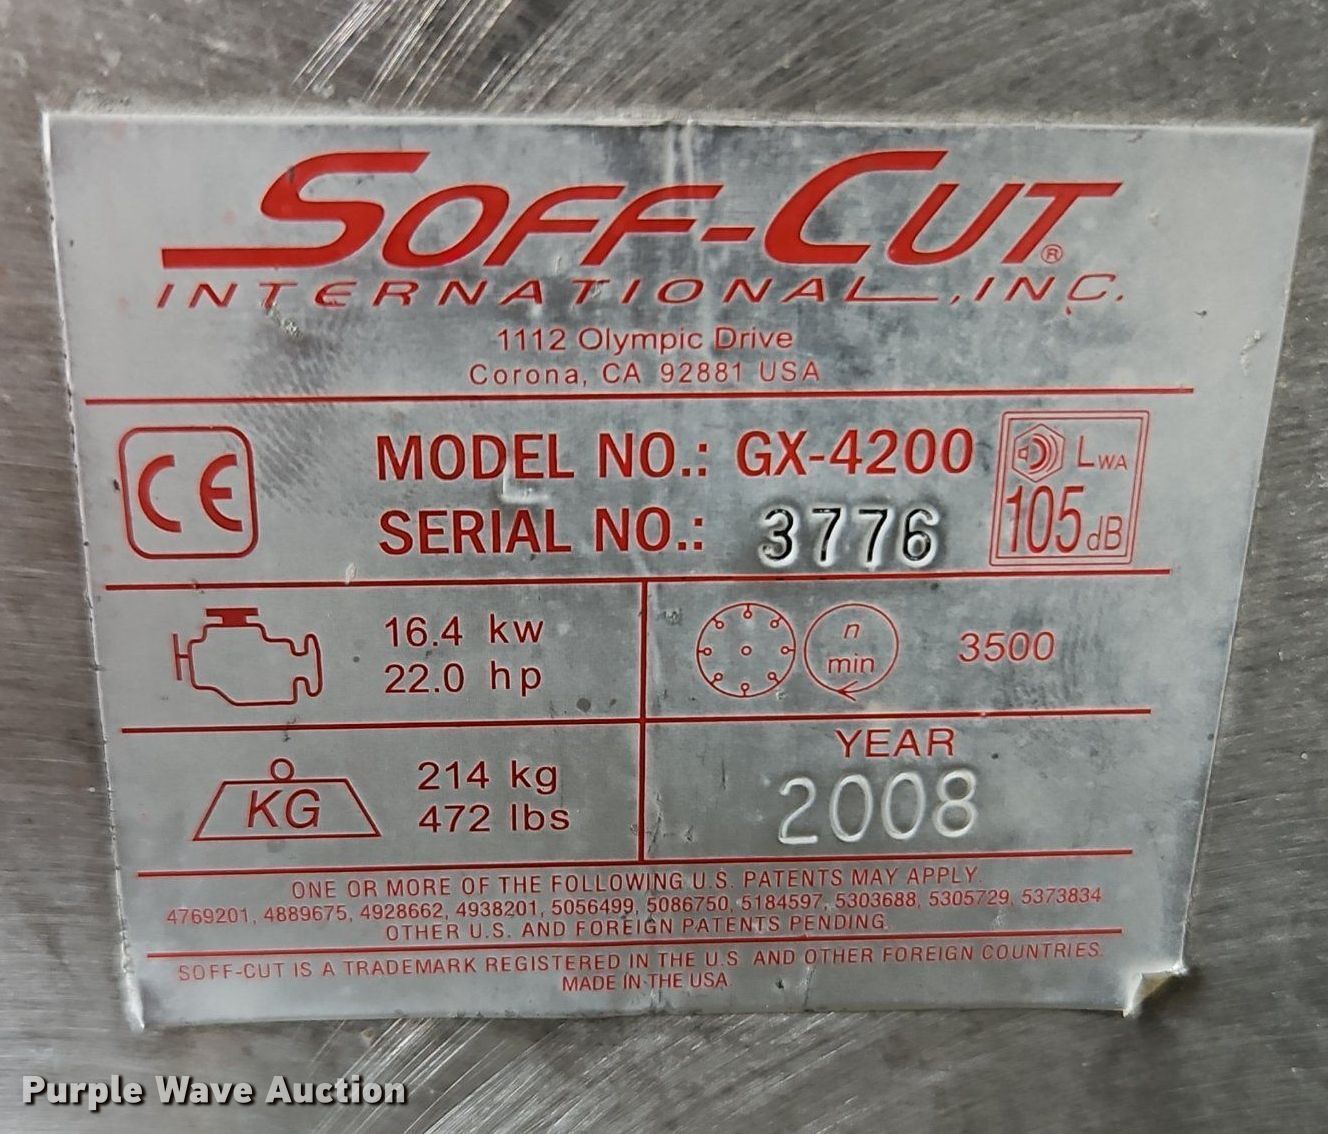 SOFF-CUT®
INTERNATIONAL, INC.
1112 Olympic Drive
Corona, CA 92881 USA
CE
MODEL NO.: GX-4200
SERIAL NO.: 3776
LWA
105 dB
16.4 kw
22.0 hp
n
min
3500
KG
214 kg
472 lbs
YEAR
2008
ONE OR MORE OF THE FOLLOWING U.S. PATENTS MAY APPLY.
4769201, 4889675, 4928662, 4938201, 5056499, 5086750, 5184597, 5303688, 5305729, 5373834
OTHER U.S. AND FOREIGN PATENTS PENDING.
SOFF-CUT IS A TRADEMARK REGISTERED IN THE U.S AND OTHER FOREIGN COUNTRIES.
MADE IN THE USA
Purple Wave Auction